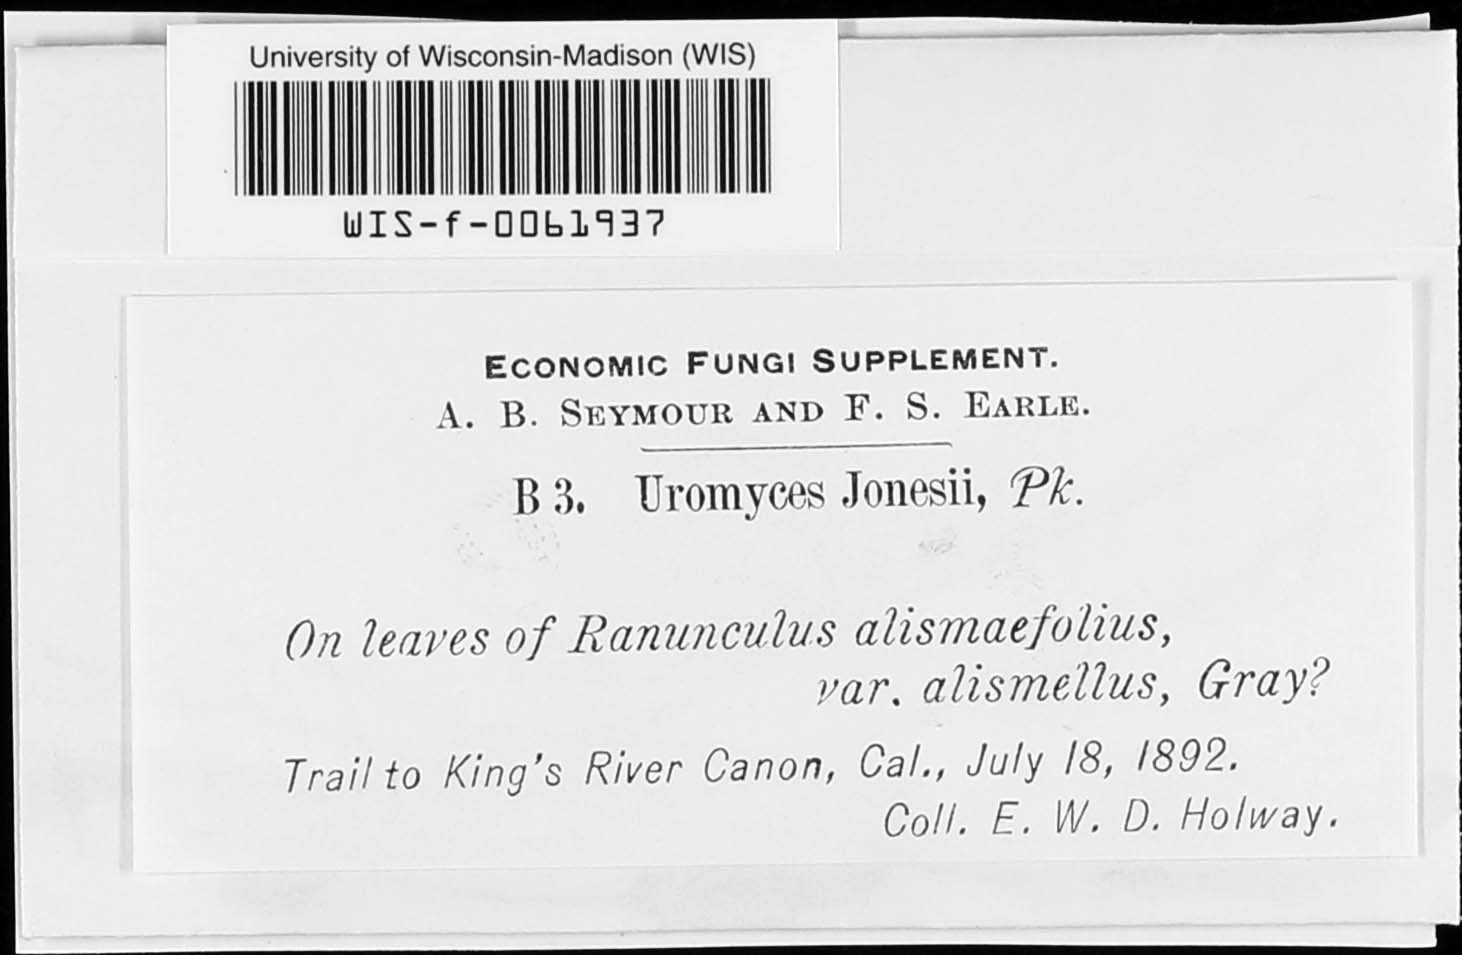 University of Wisconsin-Madison (WIS)
WIS-f-0061937
ECONOMIC FUNGI SUPPLEMENT.
A. B. SEYMOUR AND F. S. EARLE.
B 3. Uromyces Jonesii, Pk.
On leaves of Ranunculus alismaefolius,
var. alismellus, Gray?
Trail to King's River Canon, Cal., July 18, 1892.
Coll. E. W. D. Holway.